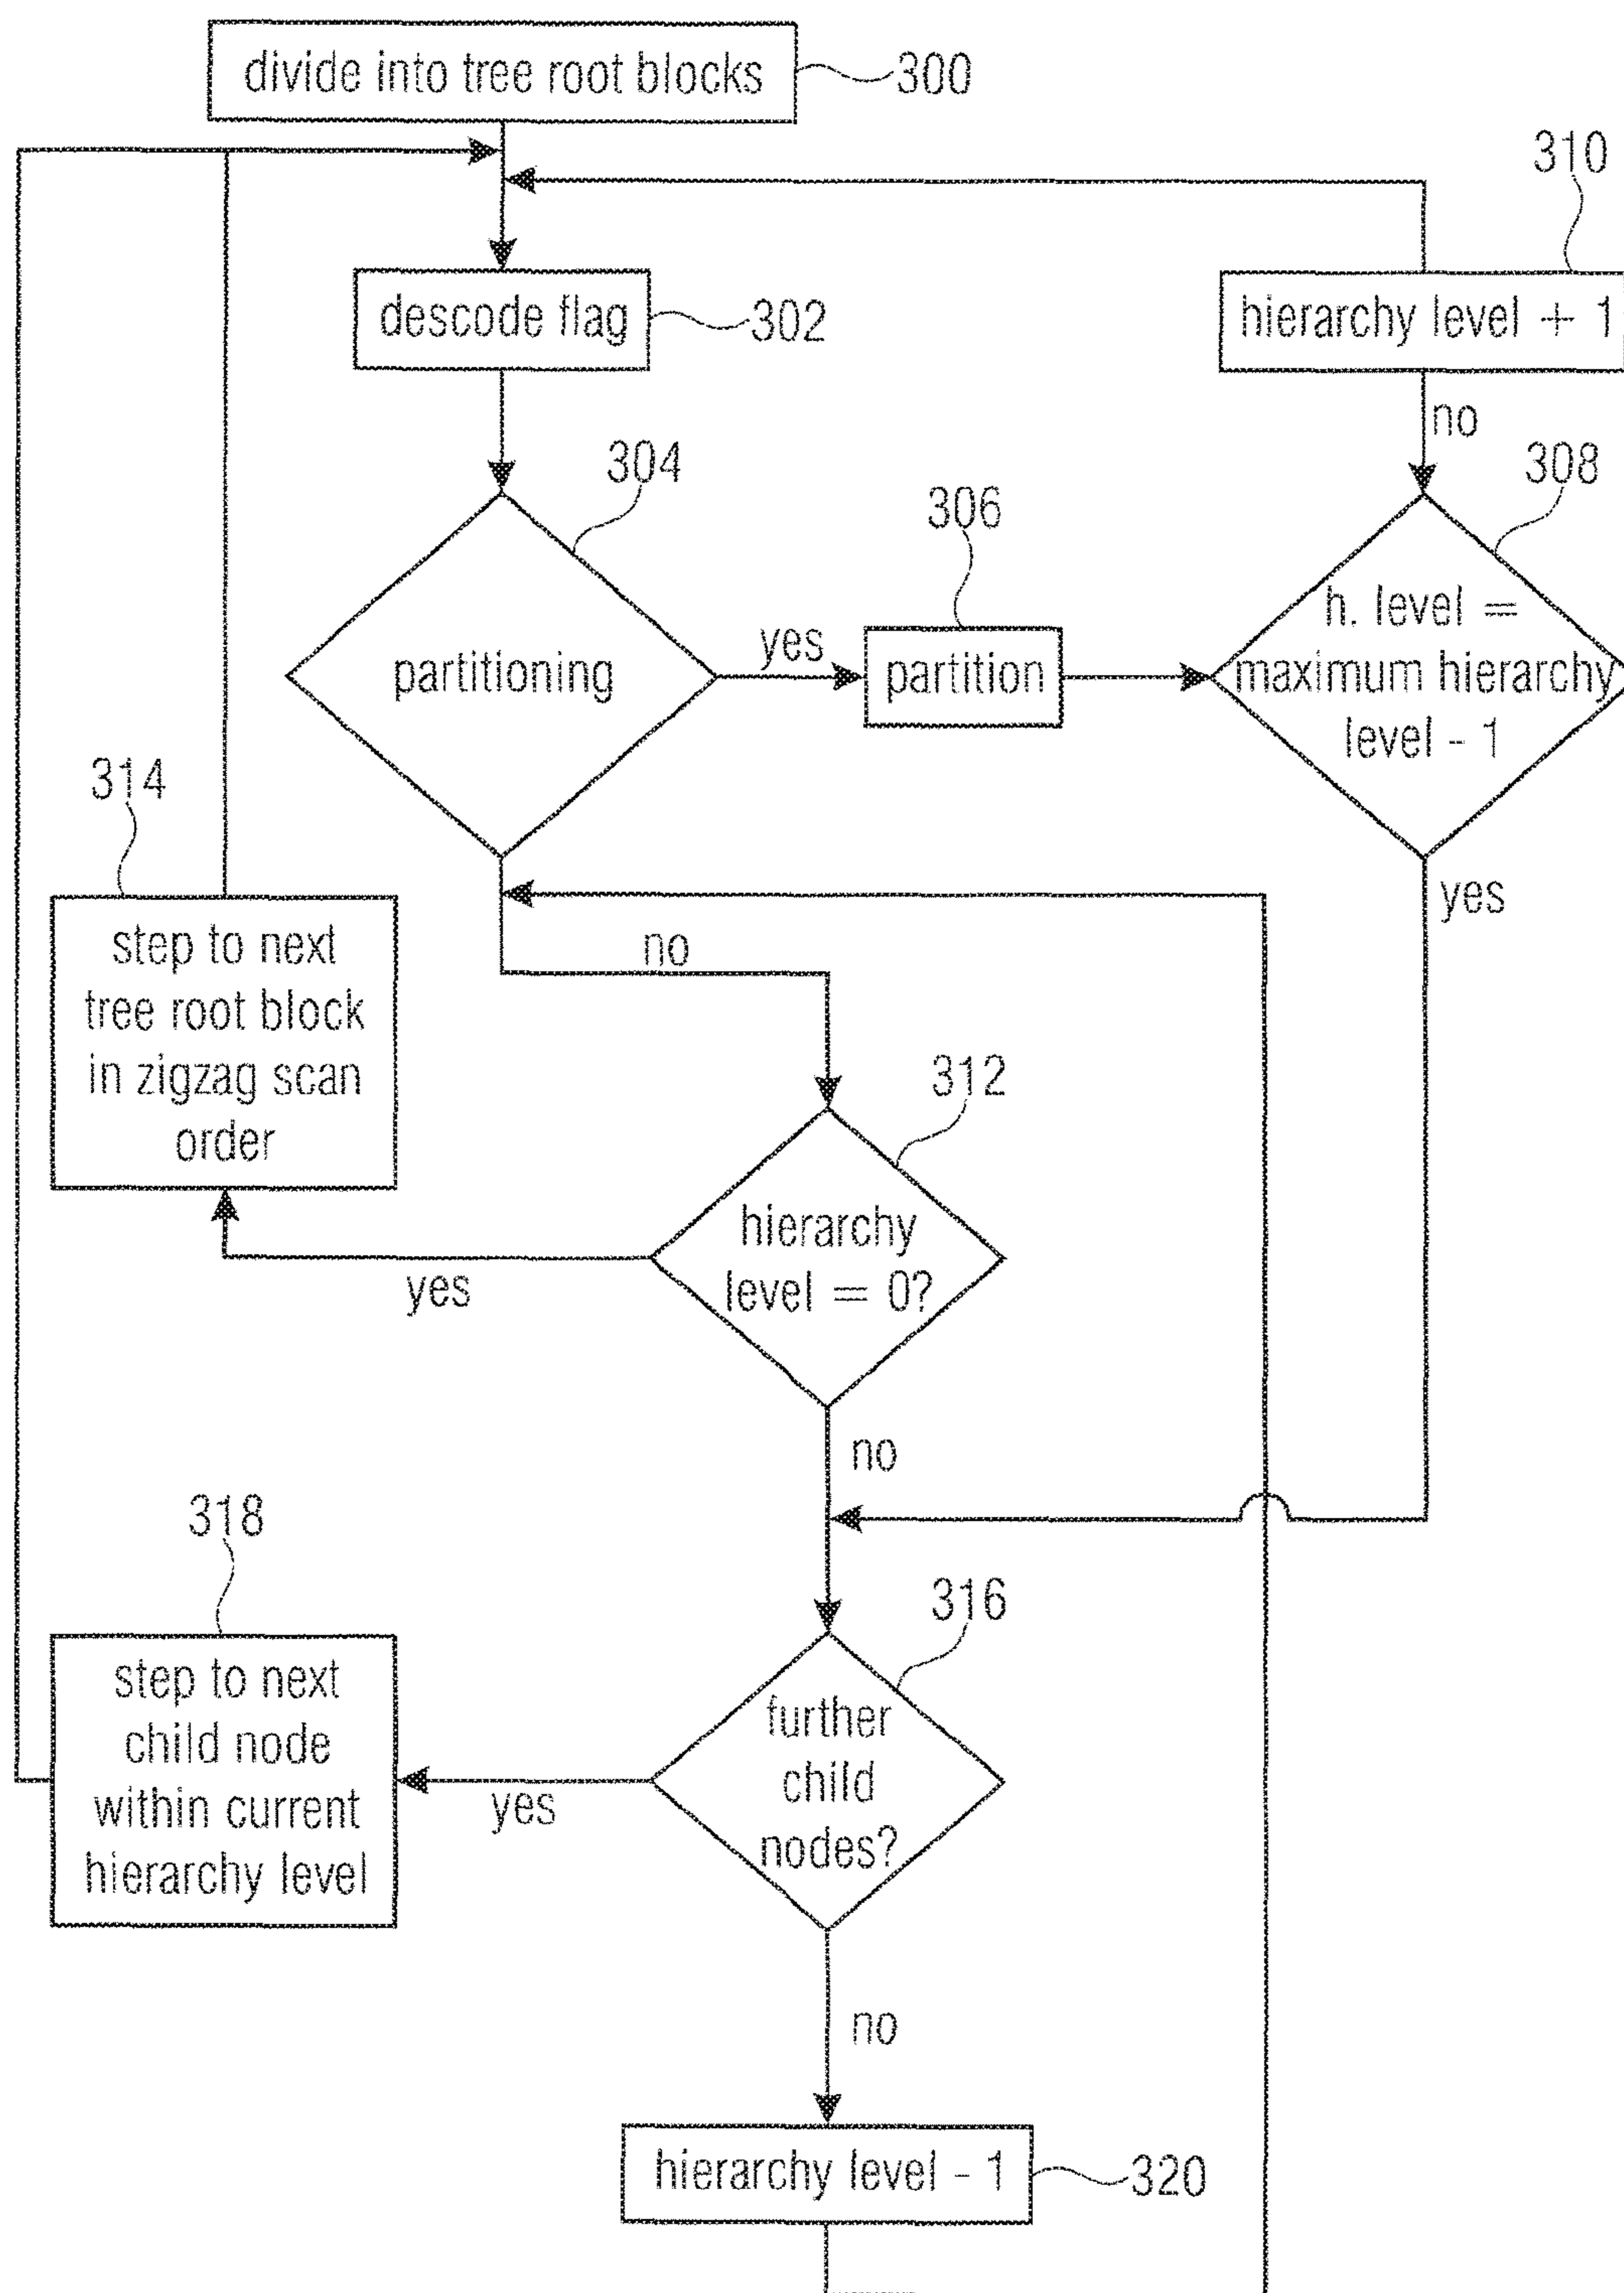 divide into tree root blocks
300
310
descode flag
302
hierarchy level + 1
no
304
308
306
partitioning
yes
partition
h. level =
maximum hierarchy
level - 1
314
yes
step to next
tree root block
in zigzag scan
order
no
312
hierarchy
level = 0?
yes
no
318
316
step to next
child node
within current
hierarchy level
further
child
nodes?
yes
no
hierarchy level - 1
320